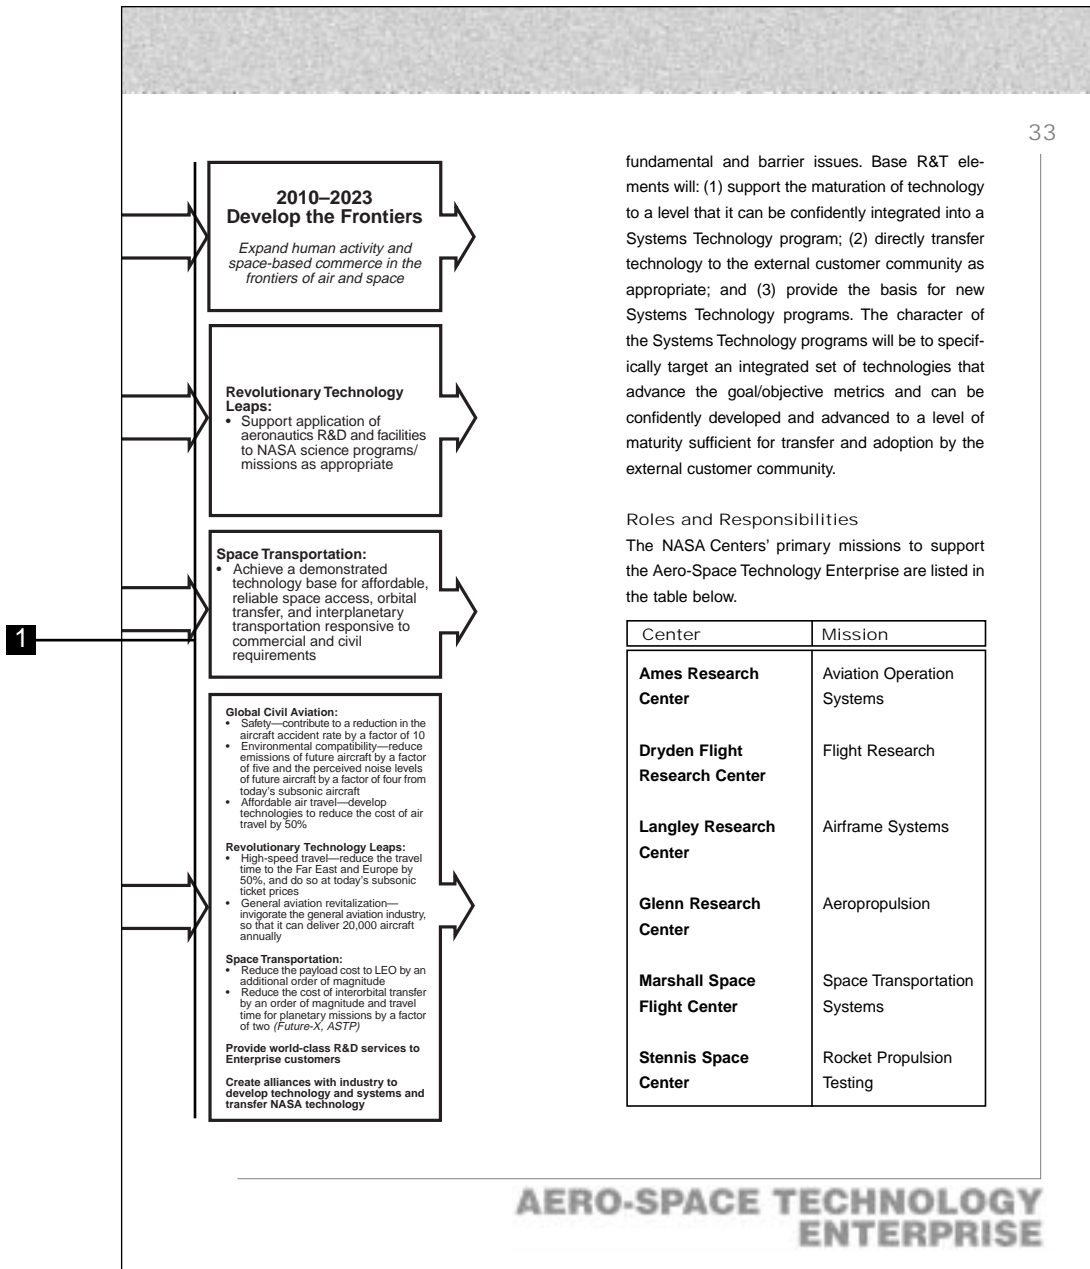 33
1
2010–2023
Develop the Frontiers
Expand human activity and
space-based commerce in the
frontiers of air and space
Revolutionary Technology
Leaps:
• Support application of
aeronautics R&D and facilities
to NASA science programs/
missions as appropriate
Space Transportation:
• Achieve a demonstrated
technology base for affordable,
reliable space access, orbital
transfer, and interplanetary
transportation responsive to
commercial and civil
requirements
Global Civil Aviation:
• Safety—contribute to a reduction in the
aircraft accident rate by a factor of 10
• Environmental compatibility—reduce
emissions of future aircraft by a factor
of five and the perceived noise levels
of future aircraft by a factor of four from
today's subsonic aircraft
• Affordable air travel—develop
technologies to reduce the cost of air
travel by 50%
Revolutionary Technology Leaps:
• High-speed travel—reduce the travel
time to the Far East and Europe by
50%, and do so at today's subsonic
ticket prices
• General aviation revitalization—
invigorate the general aviation industry,
so that it can deliver 20,000 aircraft
annually
Space Transportation:
• Reduce the payload cost to LEO by an
additional order of magnitude
• Reduce the cost of interorbital transfer
by an order of magnitude and travel
time for planetary missions by a factor
of two (Future-X, ASTP)
Provide world-class R&D services to
Enterprise customers
Create alliances with industry to
develop technology and systems and
transfer NASA technology
fundamental and barrier issues. Base R&T ele-
ments will: (1) support the maturation of technology
to a level that it can be confidently integrated into a
Systems Technology program; (2) directly transfer
technology to the external customer community as
appropriate; and (3) provide the basis for new
Systems Technology programs. The character of
the Systems Technology programs will be to specif-
ically target an integrated set of technologies that
advance the goal/objective metrics and can be
confidently developed and advanced to a level of
maturity sufficient for transfer and adoption by the
external customer community.
Roles and Responsibilities
The NASA Centers' primary missions to support
the Aero-Space Technology Enterprise are listed in
the table below.
Center Mission
Ames Research Aviation Operation
Center Systems
Dryden Flight Flight Research
Research Center
Langley Research Airframe Systems
Center
Glenn Research Aeropropulsion
Center
Marshall Space Space Transportation
Flight Center Systems
Stennis Space Rocket Propulsion
Center Testing
AERO-SPACE TECHNOLOGY
ENTERPRISE